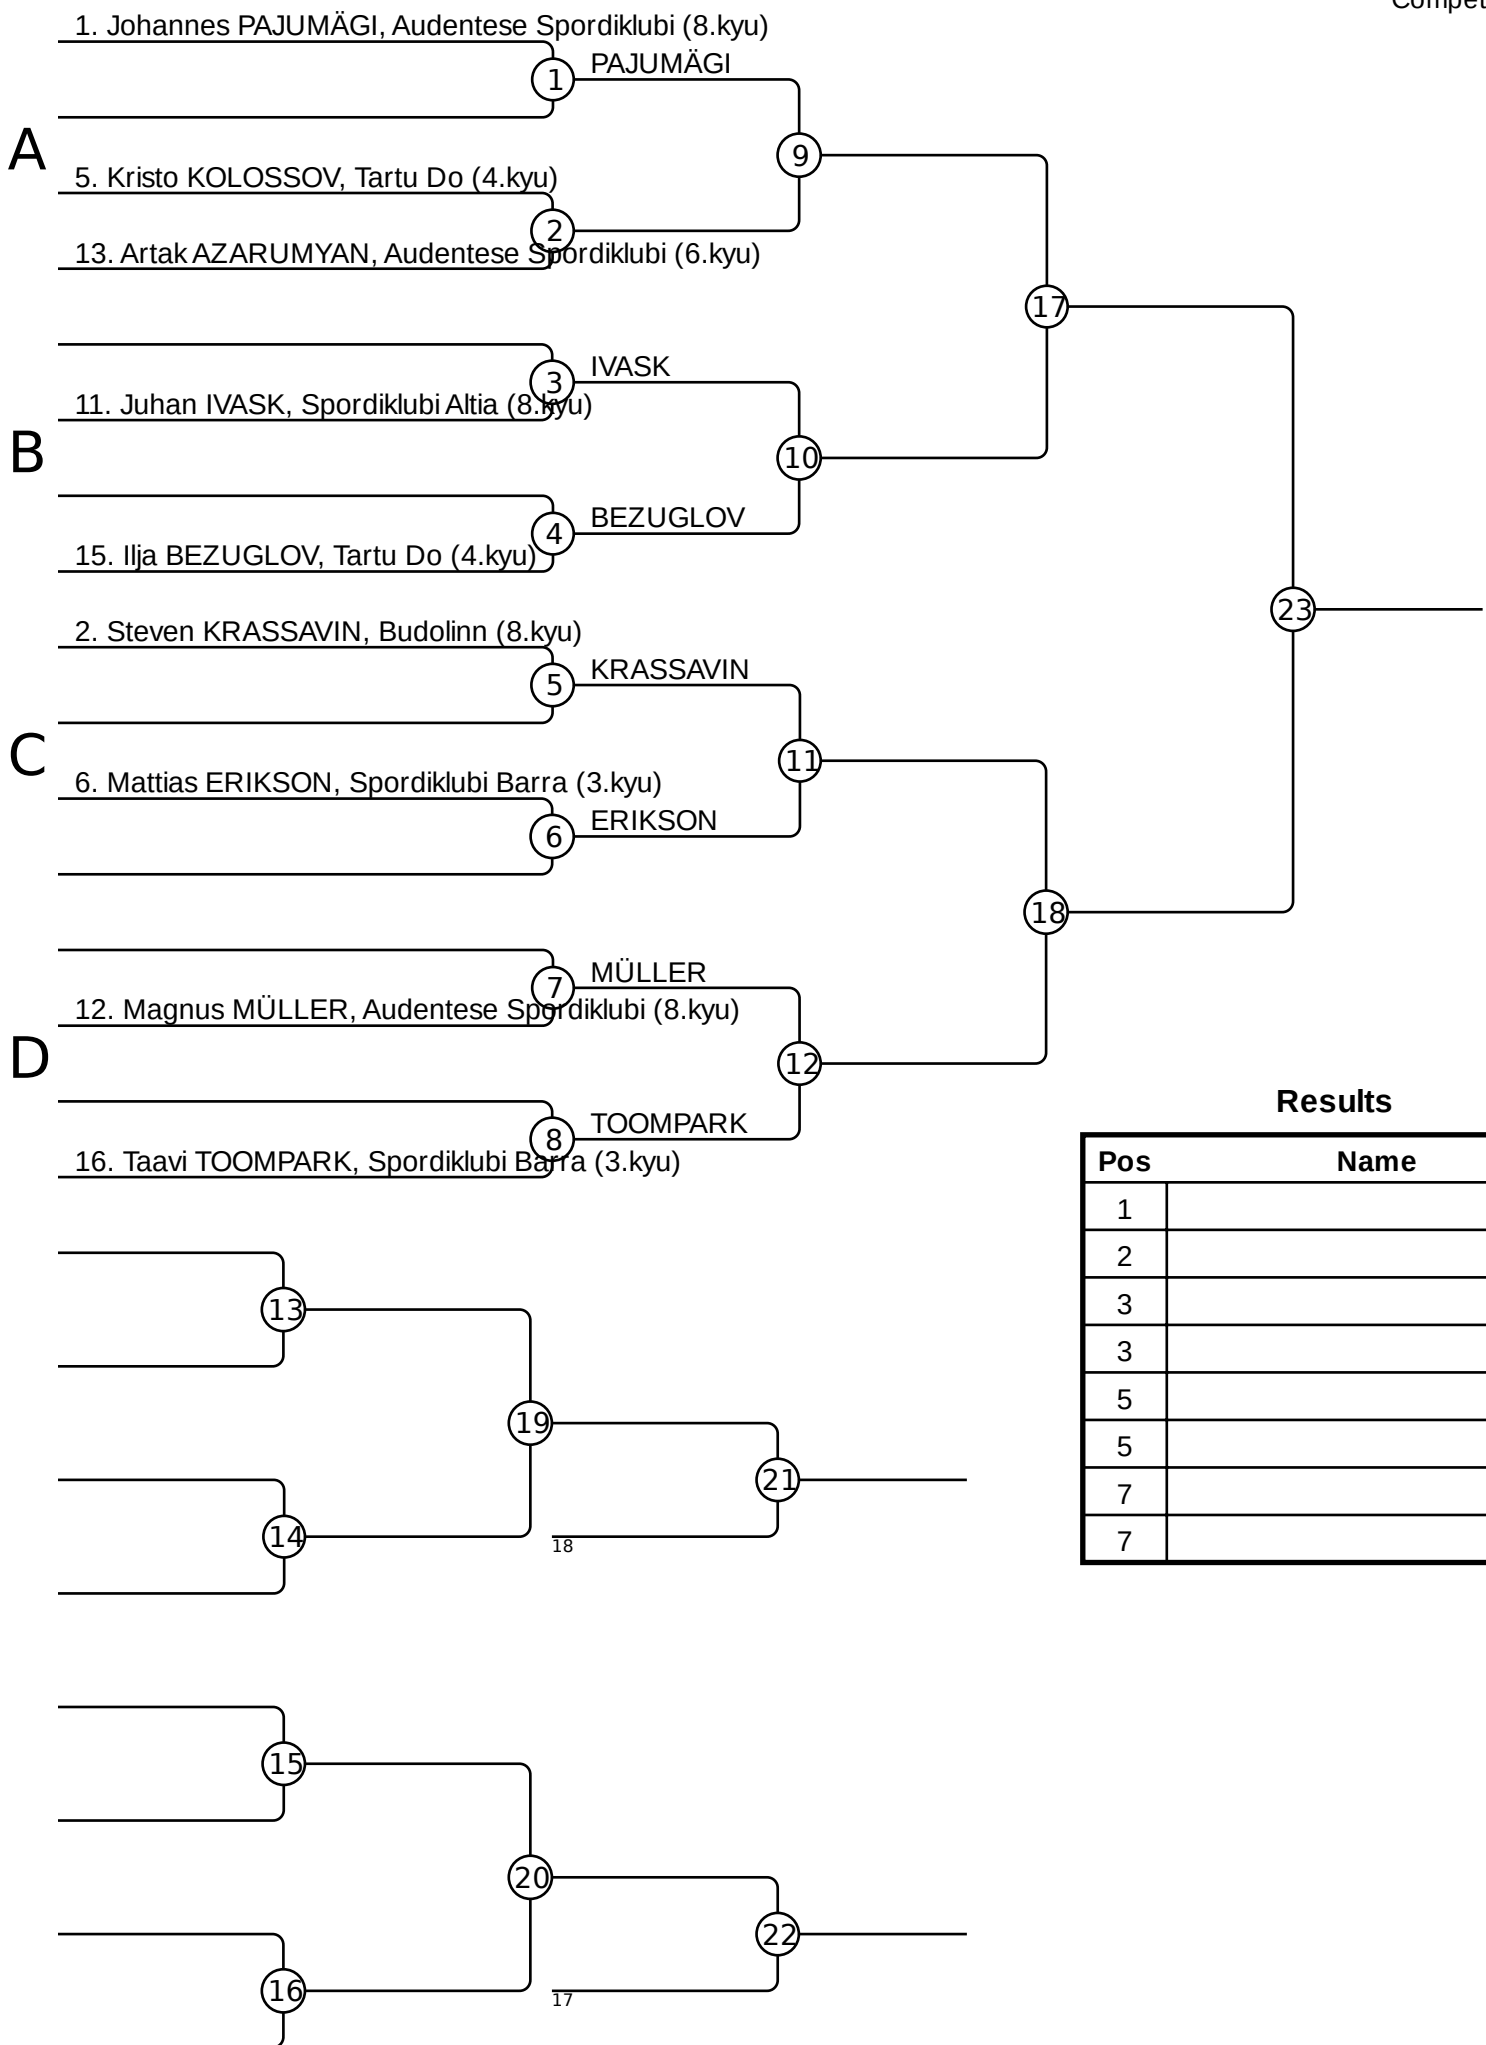 Compet
1. Johannes PAJUMÄGI, Audentese Spordiklubi (8.kyu)
1
PAJUMÄGI
A
9
5. Kristo KOLOSSOV, Tartu Do (4.kyu)
2
13. Artak AZARUMYAN, Audentese Spordiklubi (6.kyu)
17
3
IVASK
11. Juhan IVASK, Spordiklubi Altia (8.kyu)
B
10
4
BEZUGLOV
15. Ilja BEZUGLOV, Tartu Do (4.kyu)
23
2. Steven KRASSAVIN, Budolinn (8.kyu)
5
KRASSAVIN
C
11
6. Mattias ERIKSON, Spordiklubi Barra (3.kyu)
6
ERIKSON
18
7
MÜLLER
12. Magnus MÜLLER, Audentese Spordiklubi (8.kyu)
D
12
8
TOOMPARK
16. Taavi TOOMPARK, Spordiklubi Barra (3.kyu)
Results
Pos Name
1
2
3
3
5
5
7
7
13
19
21
14
18
15
20
22
16
17